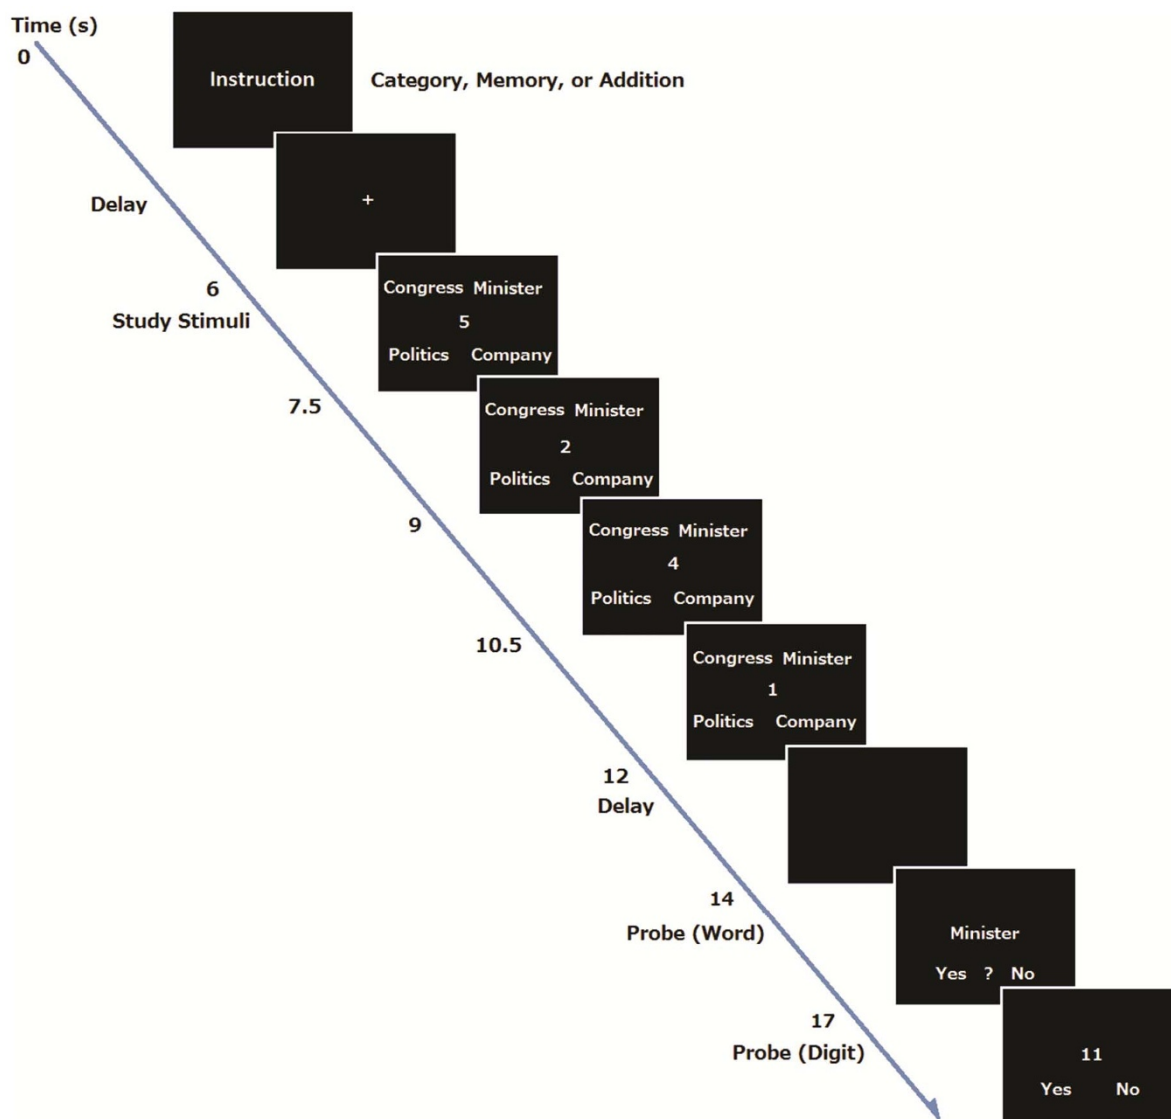 Time (s)
0
Instruction
Category, Memory, or Addition
Delay
+
6
Study Stimuli
Congress Minister
5
Politics Company
7.5
Congress Minister
2
Politics Company
9
Congress Minister
4
Politics Company
10.5
Congress Minister
1
Politics Company
12
Delay
14
Probe (Word)
Minister
Yes ? No
17
Probe (Digit)
11
Yes No